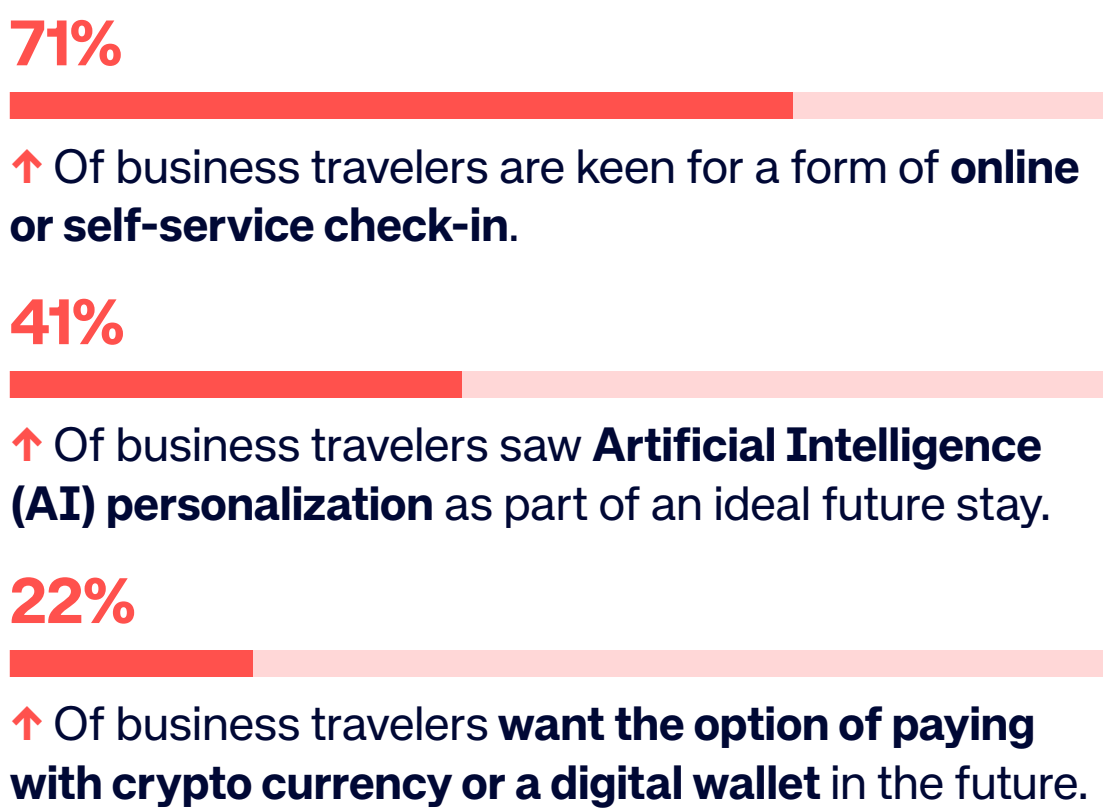 71%
↑ Of business travelers are keen for a form of online
or self-service check-in.
41%
↑ Of business travelers saw Artificial Intelligence
(AI) personalization as part of an ideal future stay.
22%
↑ Of business travelers want the option of paying
with crypto currency or a digital wallet in the future.